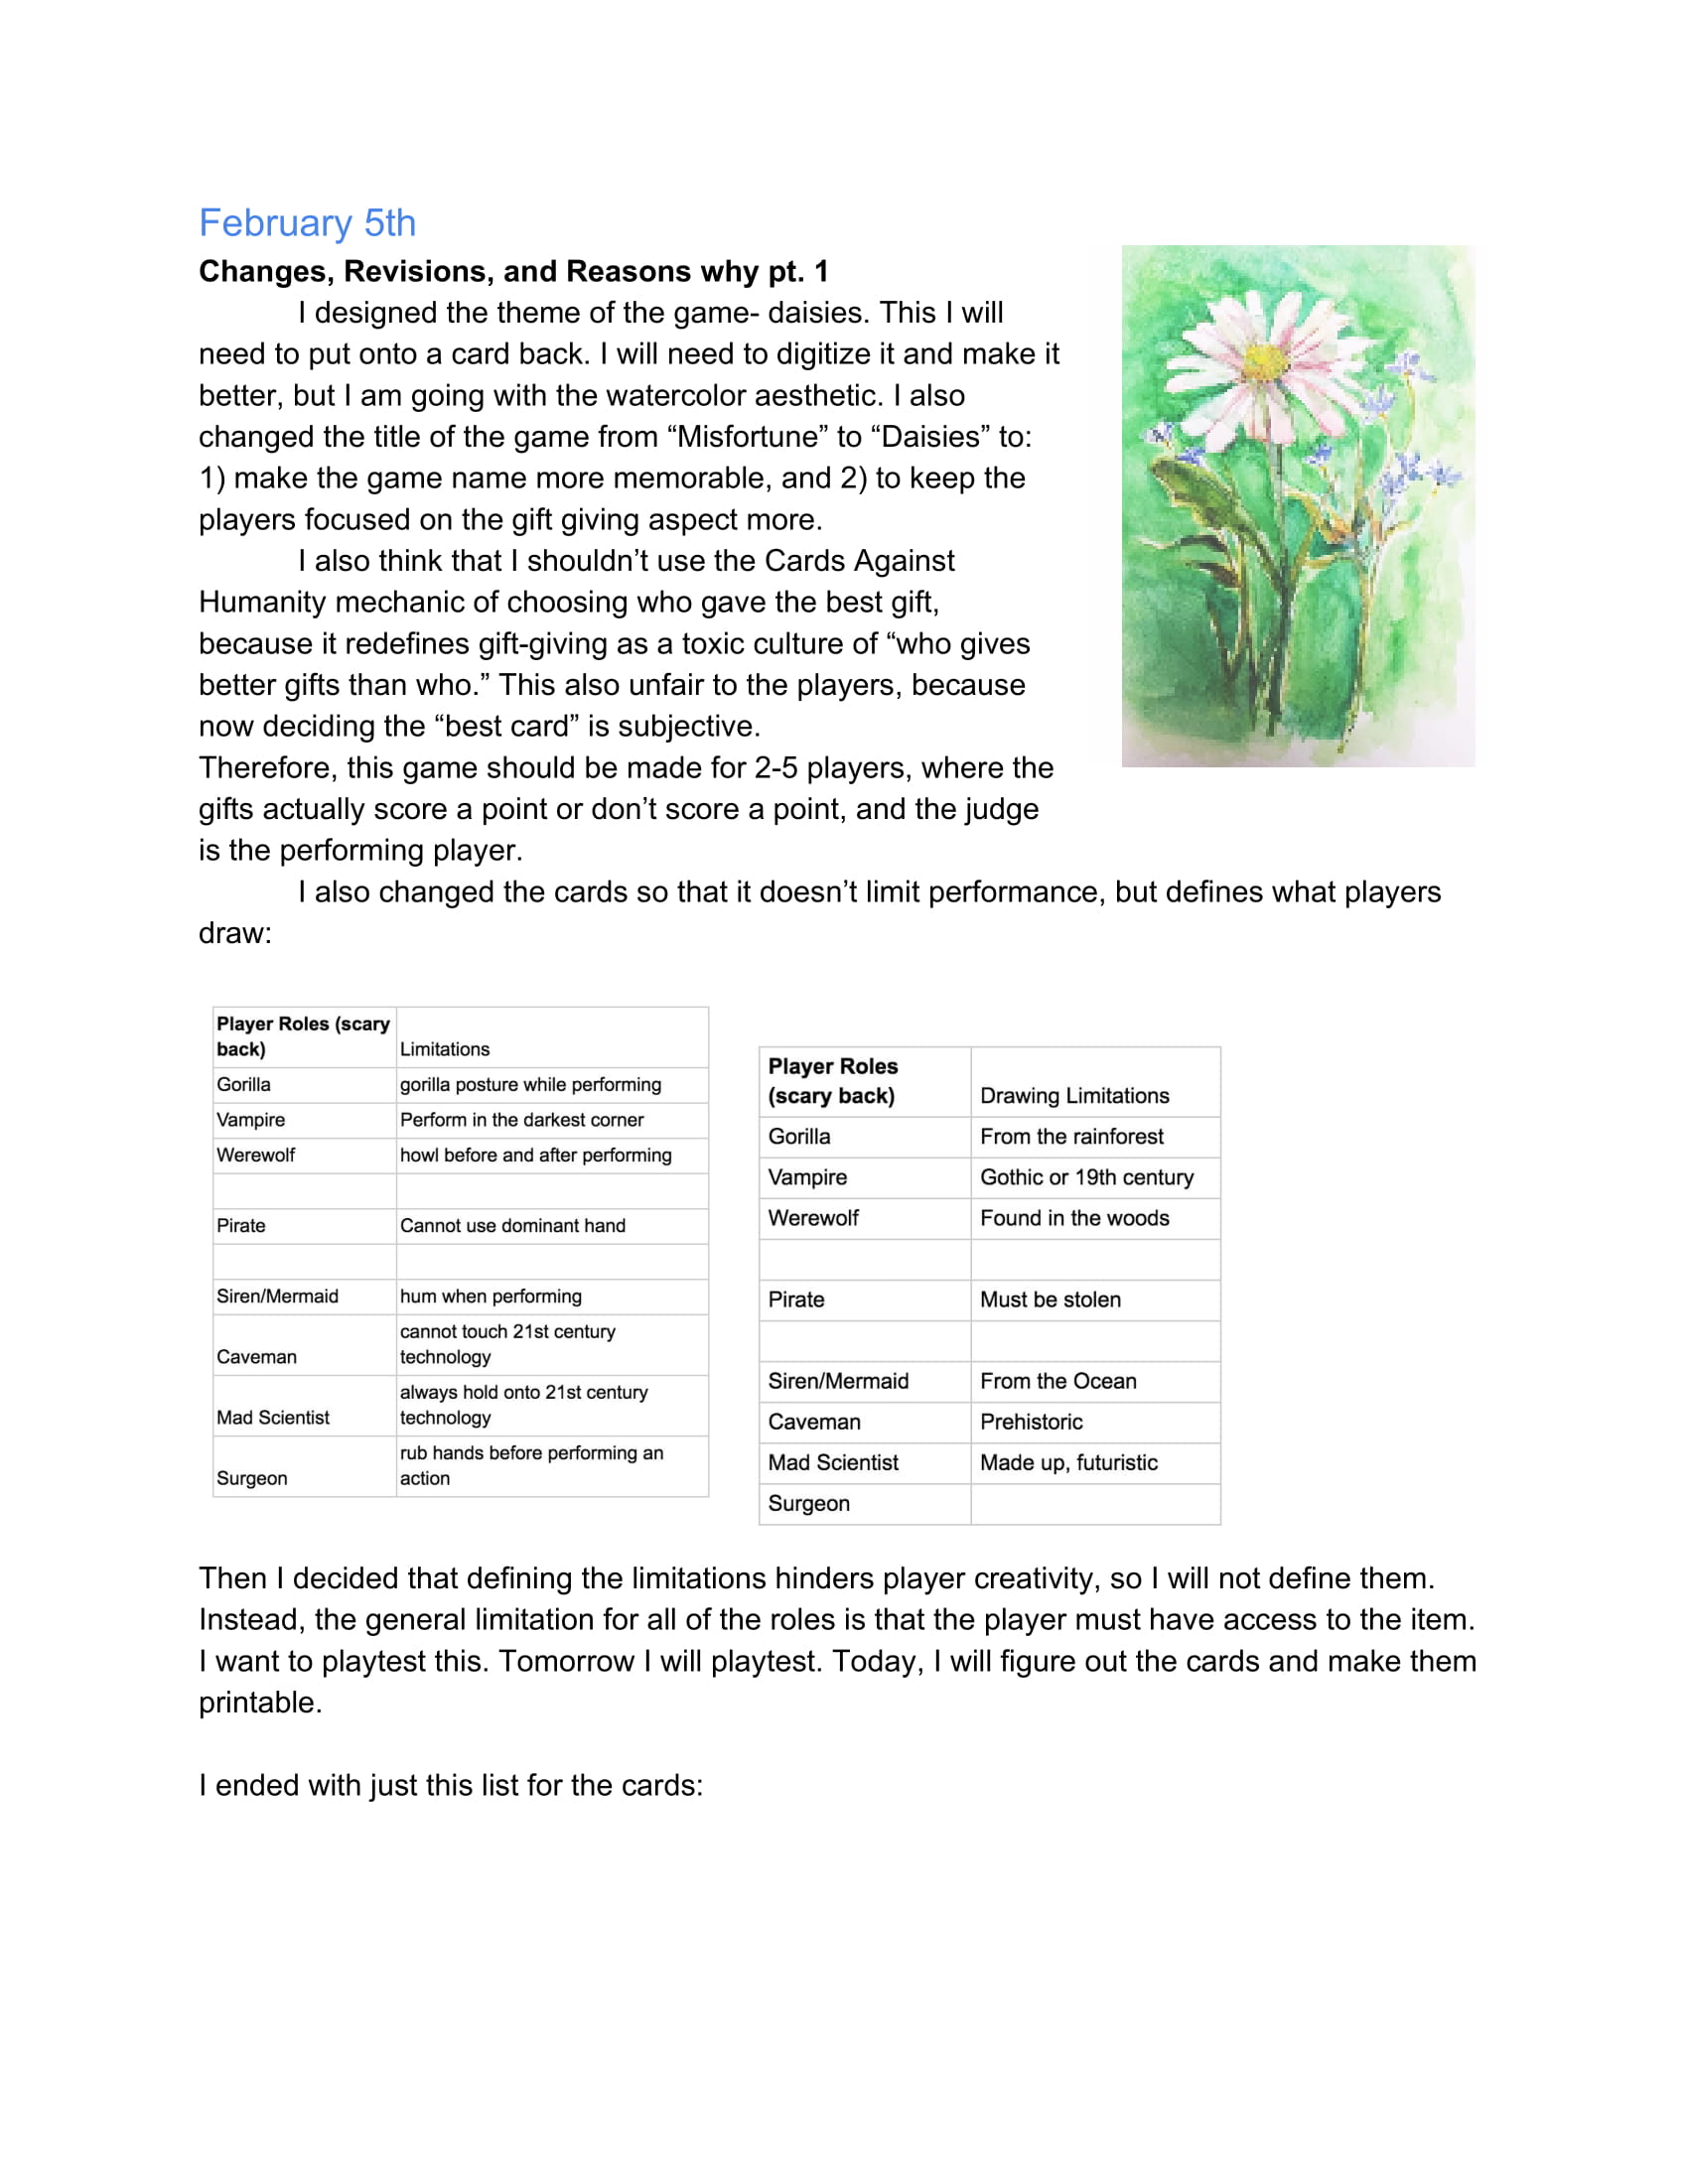 February 5th
Changes, Revisions, and Reasons why pt. 1
I designed the theme of the game- daisies. This I will
need to put onto a card back. I will need to digitize it and make it
better, but I am going with the watercolor aesthetic. I also
changed the title of the game from “Misfortune” to “Daisies” to:
1) make the game name more memorable, and 2) to keep the
players focused on the gift giving aspect more.
I also think that I shouldn’t use the Cards Against
Humanity mechanic of choosing who gave the best gift,
because it redefines gift-giving as a toxic culture of “who gives
better gifts than who.” This also unfair to the players, because
now deciding the “best card” is subjective.
Therefore, this game should be made for 2-5 players, where the
gifts actually score a point or don’t score a point, and the judge
is the performing player.
I also changed the cards so that it doesn’t limit performance, but defines what players
draw:
Player Roles (scary
back) Limitations
Gorilla gorilla posture while performing
Vampire Perform in the darkest corner
Werewolf howl before and after performing
Pirate Cannot use dominant hand
Siren/Mermaid hum when performing
cannot touch 21st century
Caveman technology
always hold onto 21st century
Mad Scientist technology
rub hands before performing an
Surgeon action
Player Roles
(scary back) Drawing Limitations
Gorilla From the rainforest
Vampire Gothic or 19th century
Werewolf Found in the woods
Pirate Must be stolen
Siren/Mermaid From the Ocean
Caveman Prehistoric
Mad Scientist Made up, futuristic
Surgeon
Then I decided that defining the limitations hinders player creativity, so I will not define them.
Instead, the general limitation for all of the roles is that the player must have access to the item.
I want to playtest this. Tomorrow I will playtest. Today, I will figure out the cards and make them
printable.
I ended with just this list for the cards: